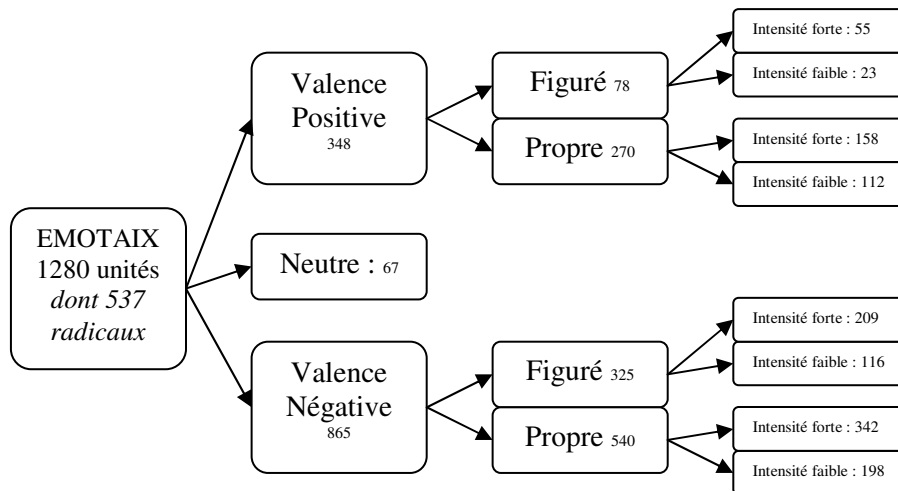 EMOTAIX
1280 unités
dont 537
radicaux
Valence
Positive
348
Figuré 78
Intensité forte : 55
Intensité faible : 23
Propre 270
Intensité forte : 158
Intensité faible : 112
Neutre : 67
Valence
Négative
865
Figuré 325
Intensité forte : 209
Intensité faible : 116
Propre 540
Intensité forte : 342
Intensité faible : 198